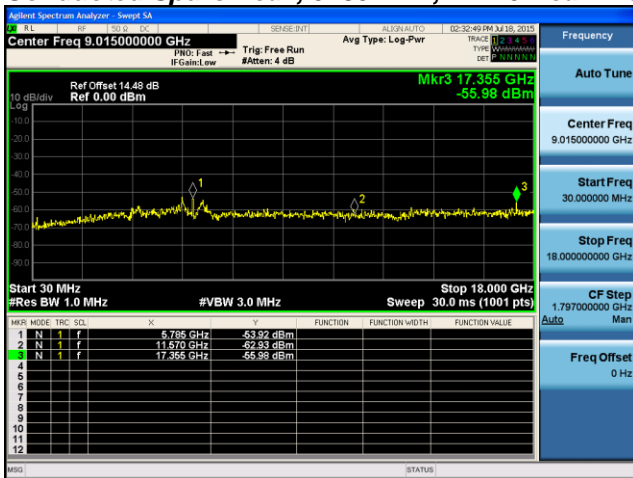 Agilent Spectrum Analyzer - Swept SA
RL RF 50 Ω DC SENSE:INT ALIGN AUTO 02:32:49 PM Jul 18, 2015
Center Freq 9.015000000 GHz
PNO: Fast
IFGain:Low
Trig: Free Run
#Atten: 4 dB
Avg Type: Log-Pwr
TRACE 1 2 3 4 5 6
TYPE
DET P N N N N N
Frequency
Mkr3 17.355 GHz
-55.98 dBm
Ref Offset 14.48 dB
Ref 0.00 dBm
10 dB/div
Log
-10.0
-20.0
-30.0
-40.0
-50.0
-60.0
-70.0
-80.0
-90.0
1
2
3
Start 30 MHz
Stop 18.000 GHz
#Res BW 1.0 MHz #VBW 3.0 MHz Sweep 30.0 ms (1001 pts)
MKR MODE TRC SCL X Y FUNCTION FUNCTION WIDTH FUNCTION VALUE
1 N 1 f 5.785 GHz -53.92 dBm
2 N 1 f 11.570 GHz -62.93 dBm
3 N 1 f 17.355 GHz -55.98 dBm
4
5
6
7
8
9
10
11
12
MSG STATUS
Auto Tune
Center Freq
9.015000000 GHz
Start Freq
30.000000 MHz
Stop Freq
18.000000000 GHz
CF Step
1.797000000 GHz
Auto Man
Freq Offset
0 Hz